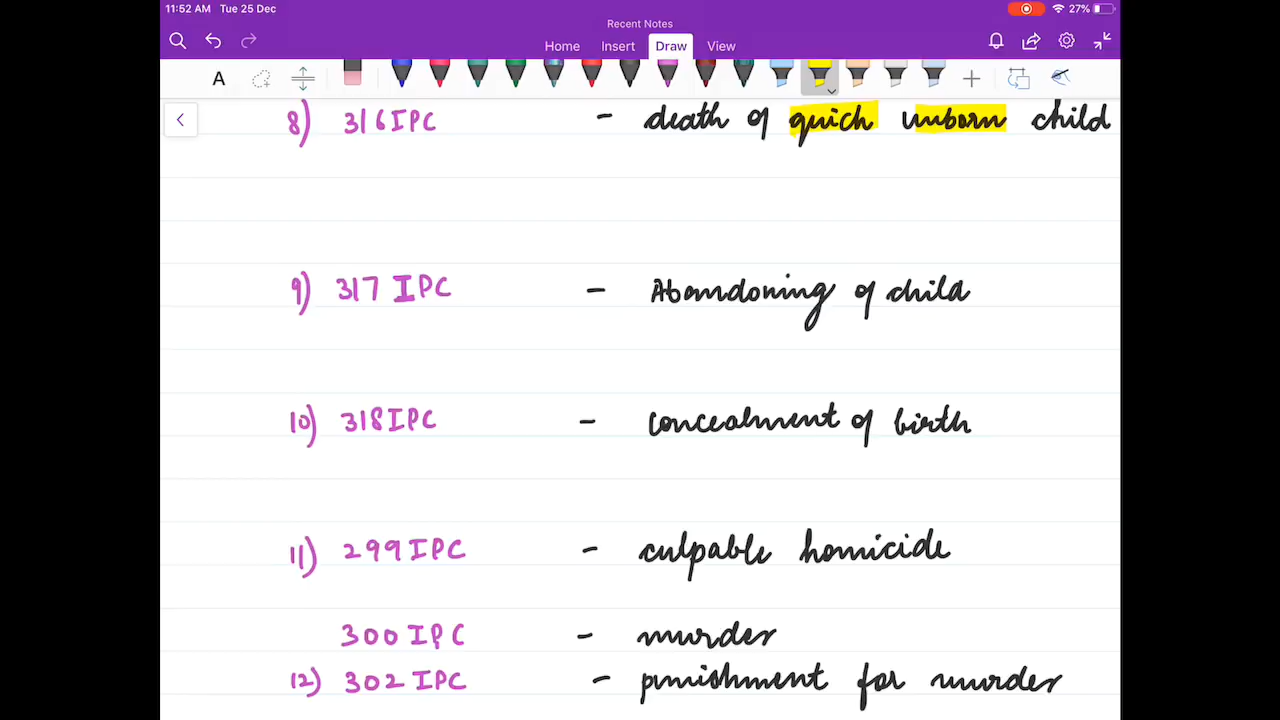 11:52 AM Tue 25 Dec
27%
Recent Notes
Home Insert Draw View
A
8) 316 IPC - death of quich unborn child
9) 317 IPC - Abandoning of child
10) 318 IPC - concealment of birth
11) 299 IPC - culpable homicide
300 IPC - murder
12) 302 IPC - punishment for murder